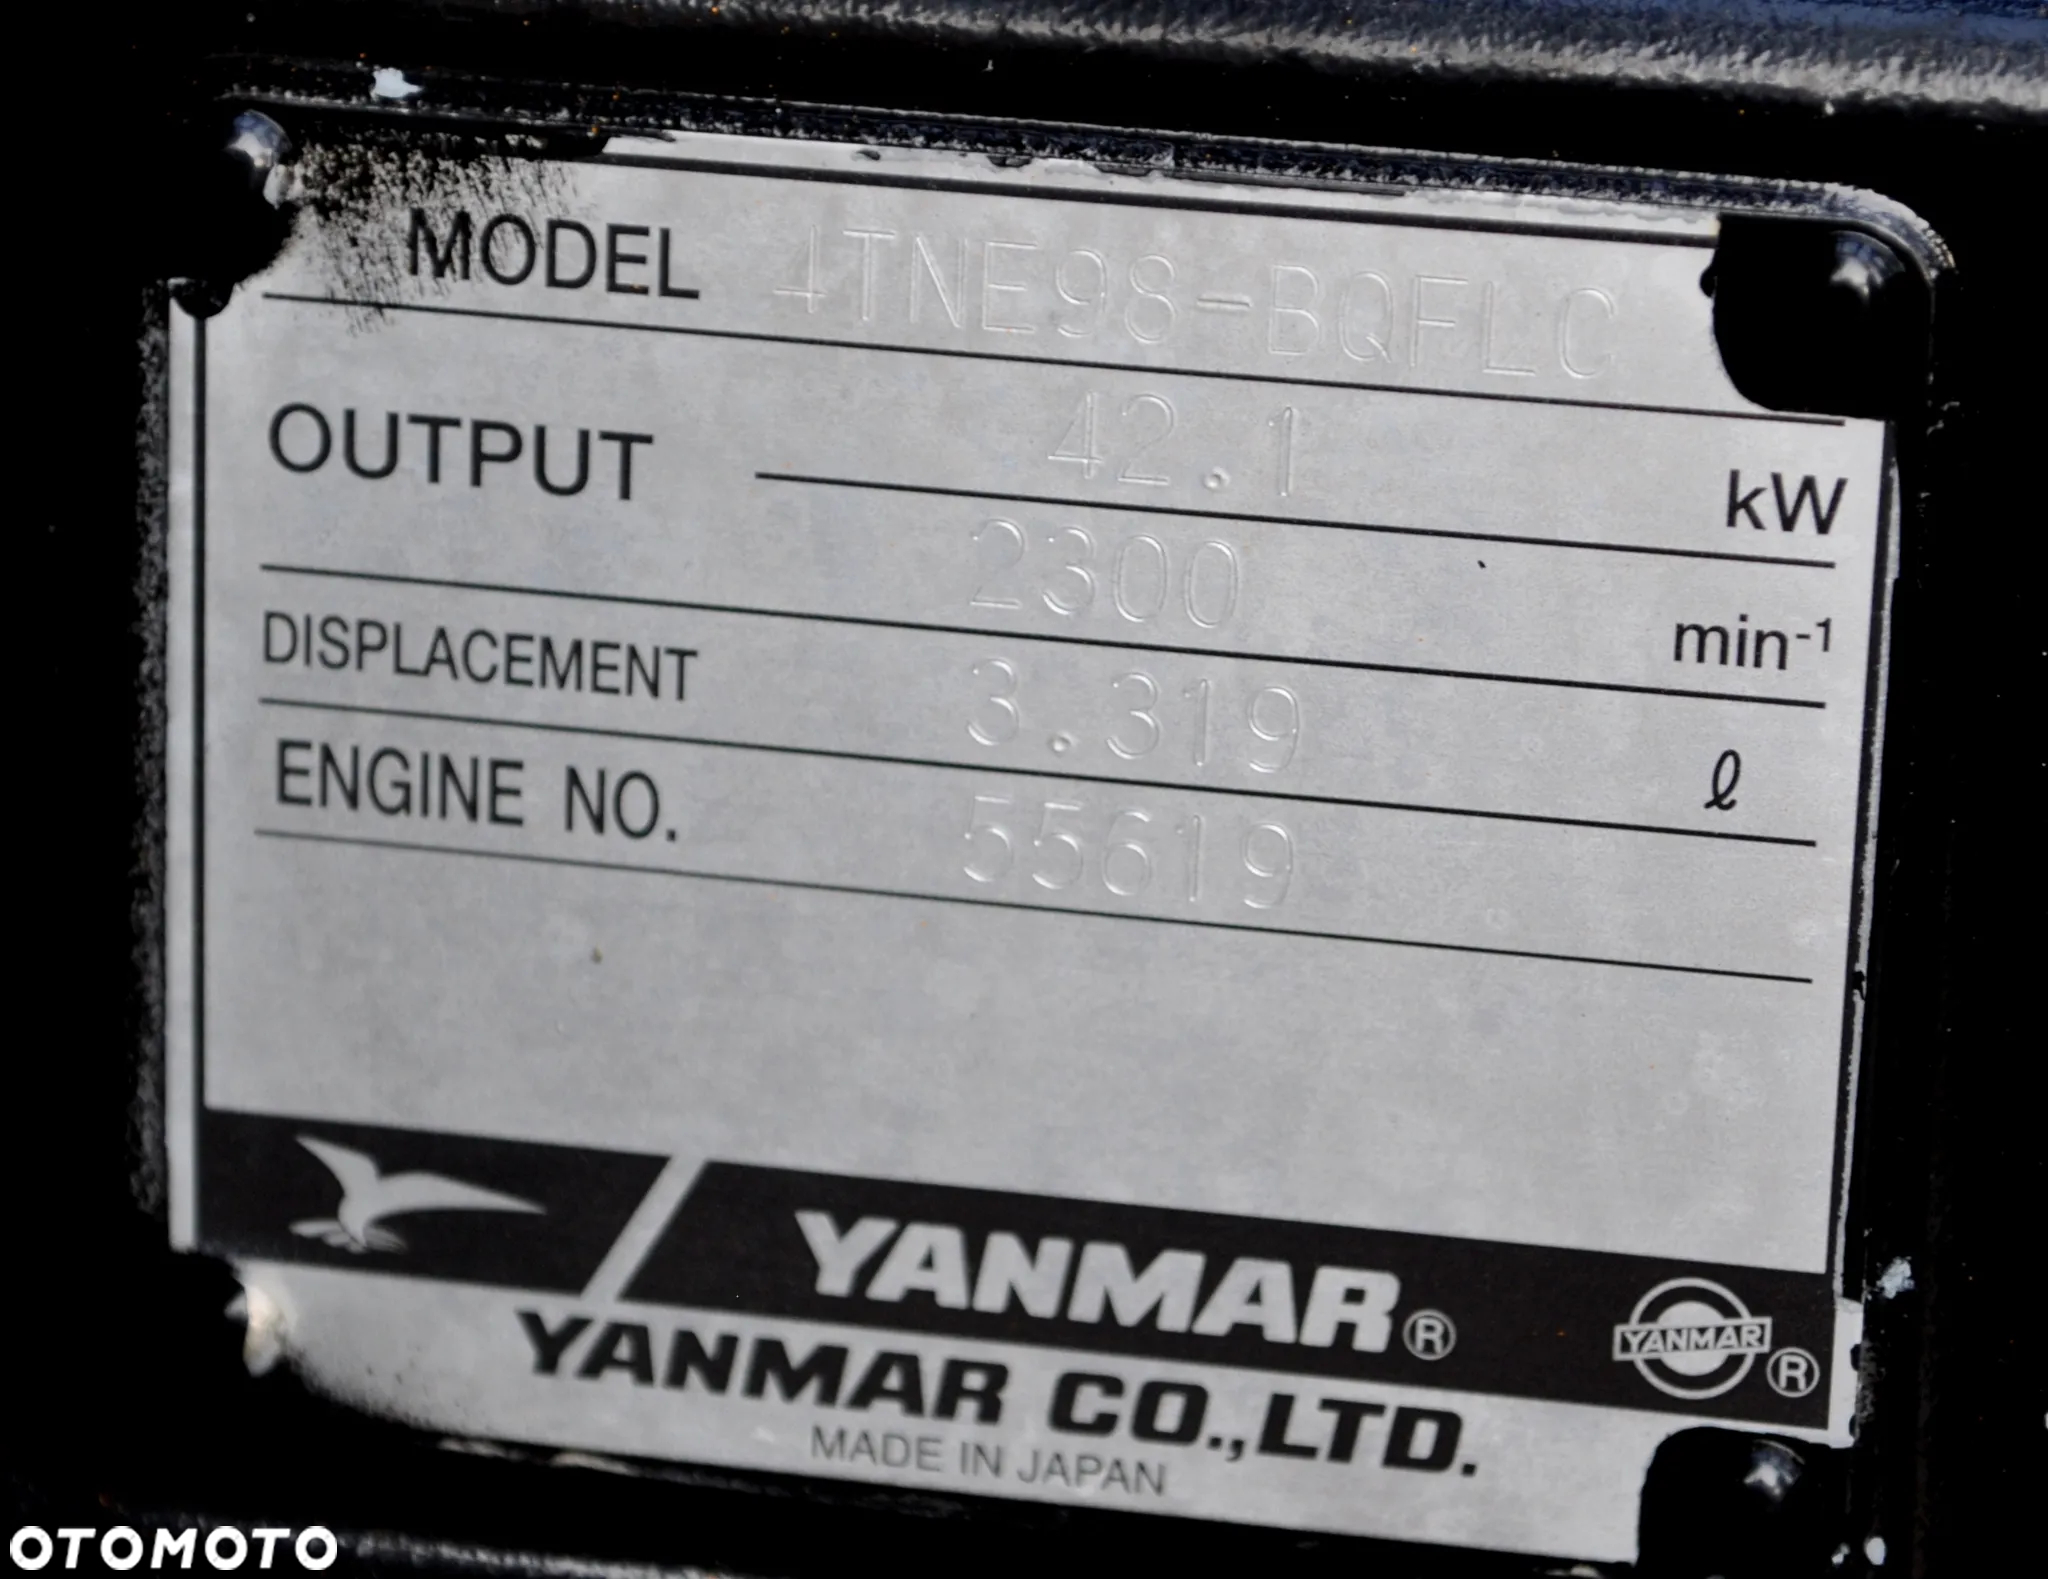 MODEL 4TNE98-BQFLC
OUTPUT 42.1 kW
2300 min-1
DISPLACEMENT 3.319 ℓ
ENGINE NO. 55619
YANMAR® YANMAR®
YANMAR CO.,LTD.
MADE IN JAPAN
OTOMOTO